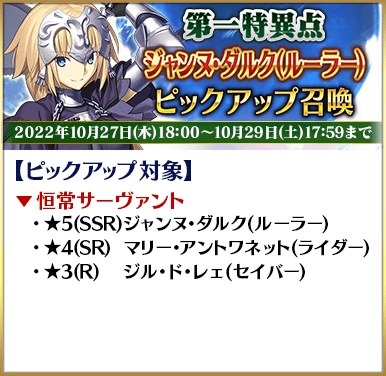 第一特異点
ジャンヌ・ダルク(ルーラー)
ピックアップ召喚
2022年10月27日(木)18:00～10月29日(土)17:59まで
【ピックアップ対象】
▼恒常サーヴァント
・★5(SSR)ジャンヌ・ダルク(ルーラー)
・★4(SR) マリー・アントワネット(ライダー)
・★3(R) ジル・ド・レェ(セイバー)